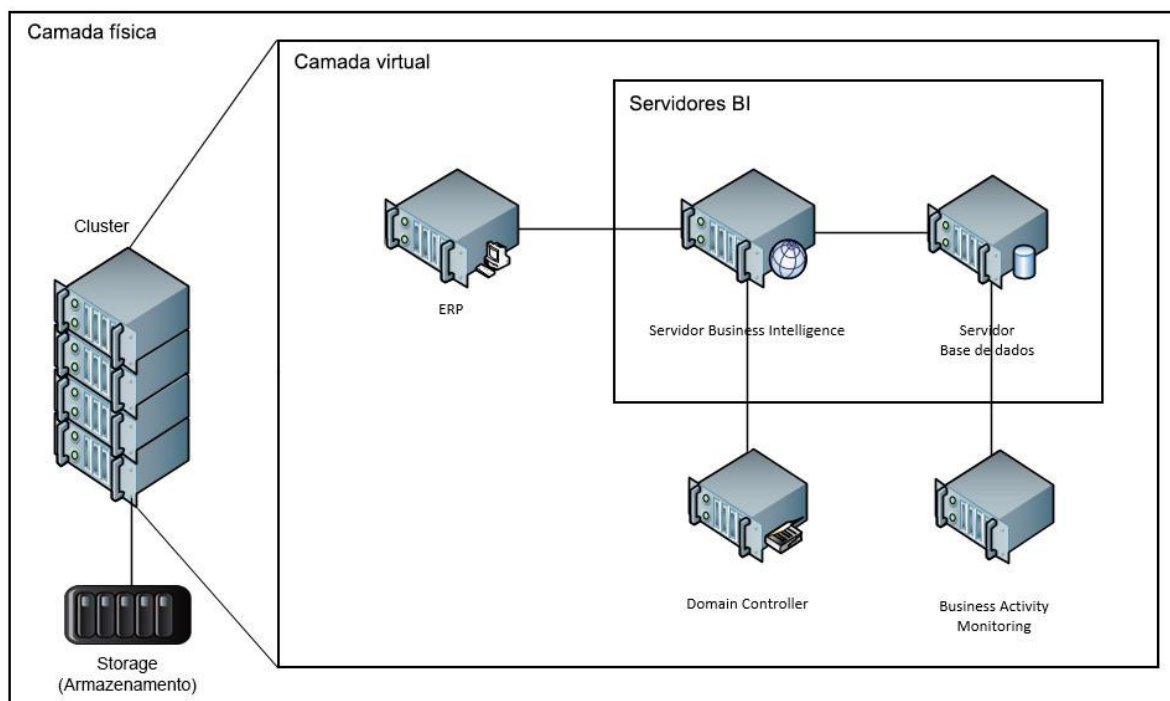 Camada física
Camada virtual
Servidores BI
Cluster
ERP
Servidor Business Intelligence
Servidor
Base de dados
Domain Controller
Business Activity
Monitoring
Storage
(Armazenamento)